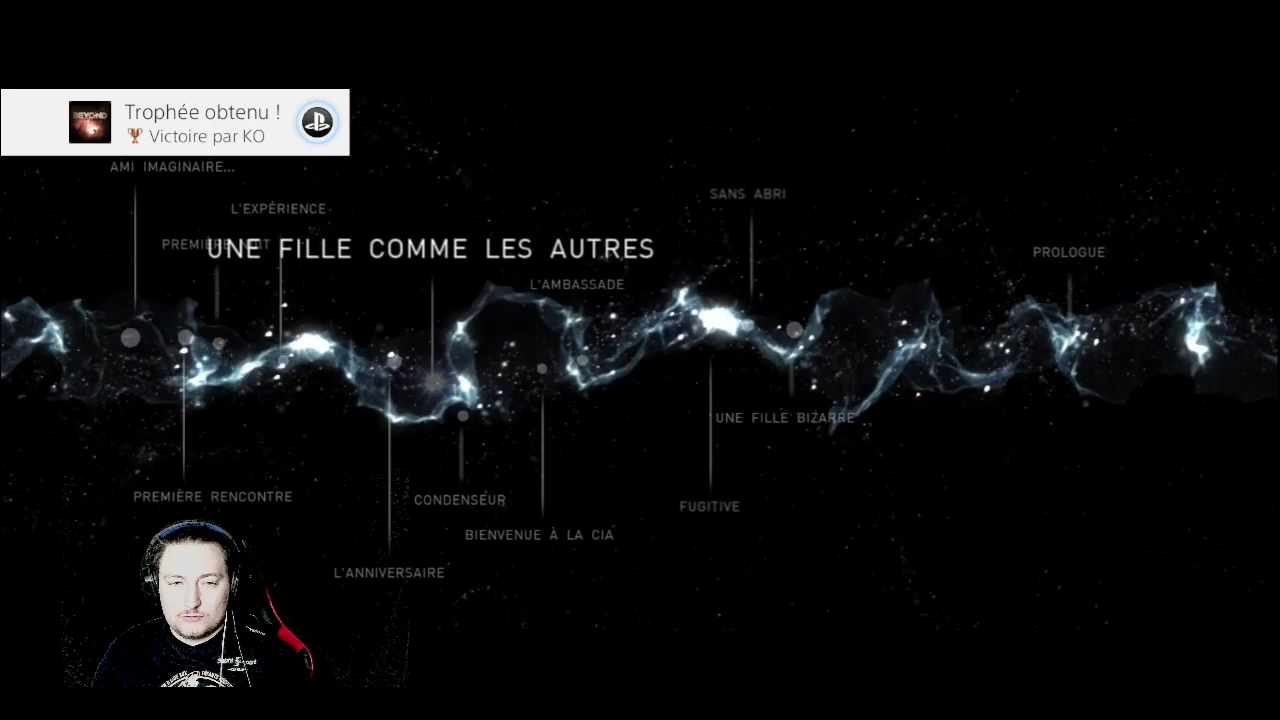 BEYOND
Trophée obtenu !
Victoire par KO
AMI IMAGINAIRE...
SANS ABRI
L'EXPÉRIENCE
UNE FILLE COMME LES AUTRES
PROLOGUE
L'AMBASSADE
UNE FILLE BIZARRE
PREMIÈRE RENCONTRE
CONDENSEUR
FUGITIVE
BIENVENUE À LA CIA
L'ANNIVERSAIRE